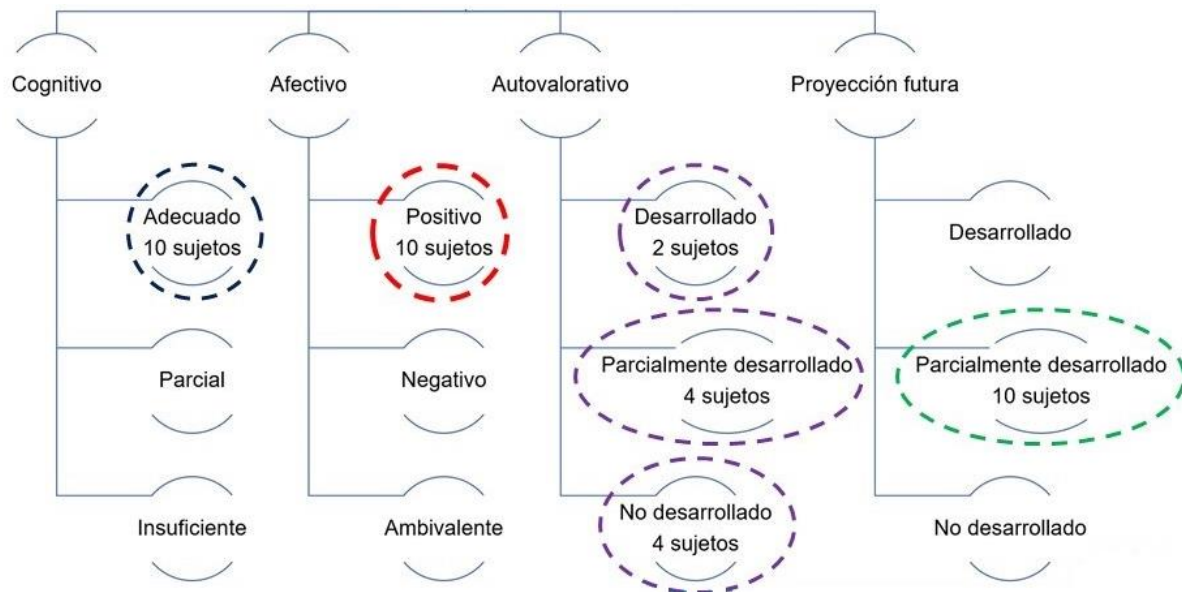 Cognitivo
Afectivo
Autovalorativo
Proyección futura
Adecuado
10 sujetos
Positivo
10 sujetos
Desarrollado
2 sujetos
Desarrollado
Parcial
Negativo
Parcialmente desarrollado
4 sujetos
Parcialmente desarrollado
10 sujetos
Insuficiente
Ambivalente
No desarrollado
4 sujetos
No desarrollado